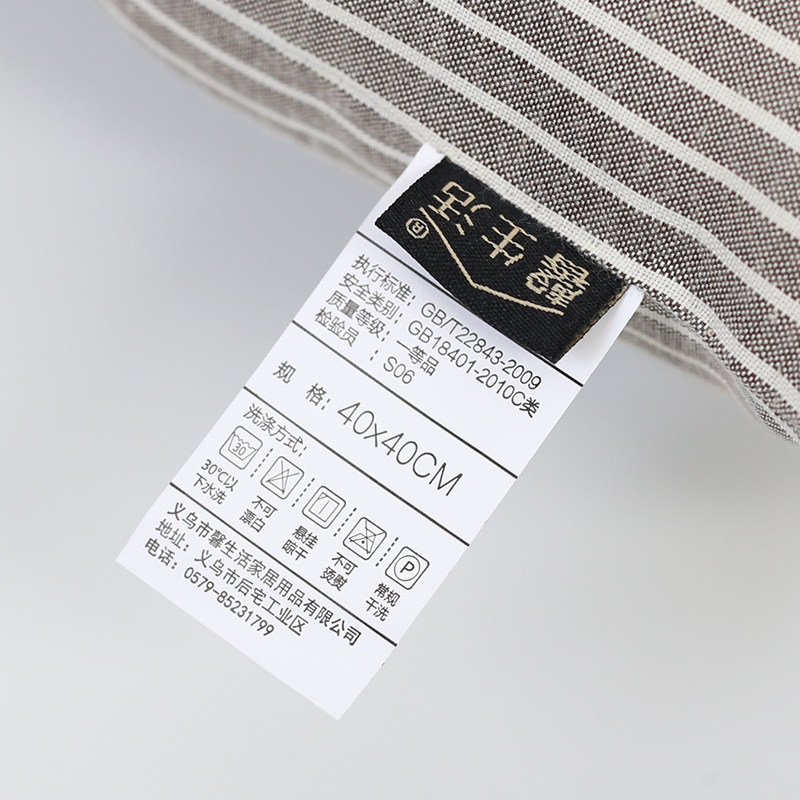 馨生活
®
执行标准：GB/T22843-2009
安全类别：GB18401-2010C类
质量等级：一等品
检验员：S06
规 格：40x40CM
洗涤方式：
30
P
30℃以下水洗
不可漂白
悬挂晾干
不可烫熨
常规干洗
义乌市馨生活家居用品有限公司
地址：义乌市后宅工业区
电话：0579-85231799